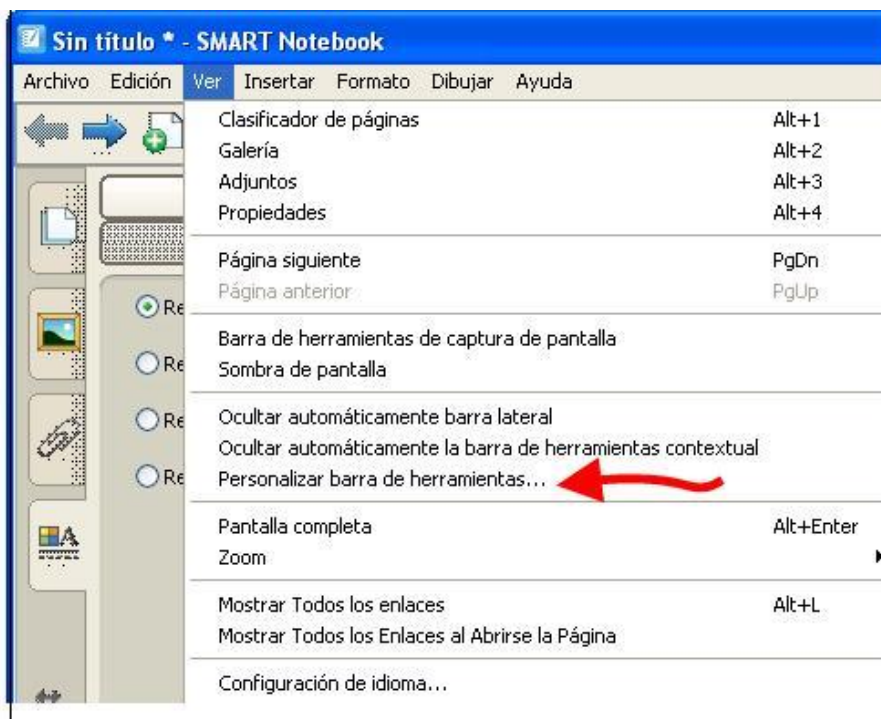 Sin título * - SMART Notebook
Archivo Edición Ver Insertar Formato Dibujar Ayuda
Clasificador de páginas Alt+1
Galería Alt+2
Adjuntos Alt+3
Propiedades Alt+4
Página siguiente PgDn
Página anterior PgUp
Re
Barra de herramientas de captura de pantalla
Re
Sombra de pantalla
Ocultar automáticamente barra lateral
Re
Ocultar automáticamente la barra de herramientas contextual
Re
Personalizar barra de herramientas...
Pantalla completa Alt+Enter
A
Zoom
Mostrar Todos los enlaces Alt+L
Mostrar Todos los Enlaces al Abrirse la Página
Configuración de idioma...